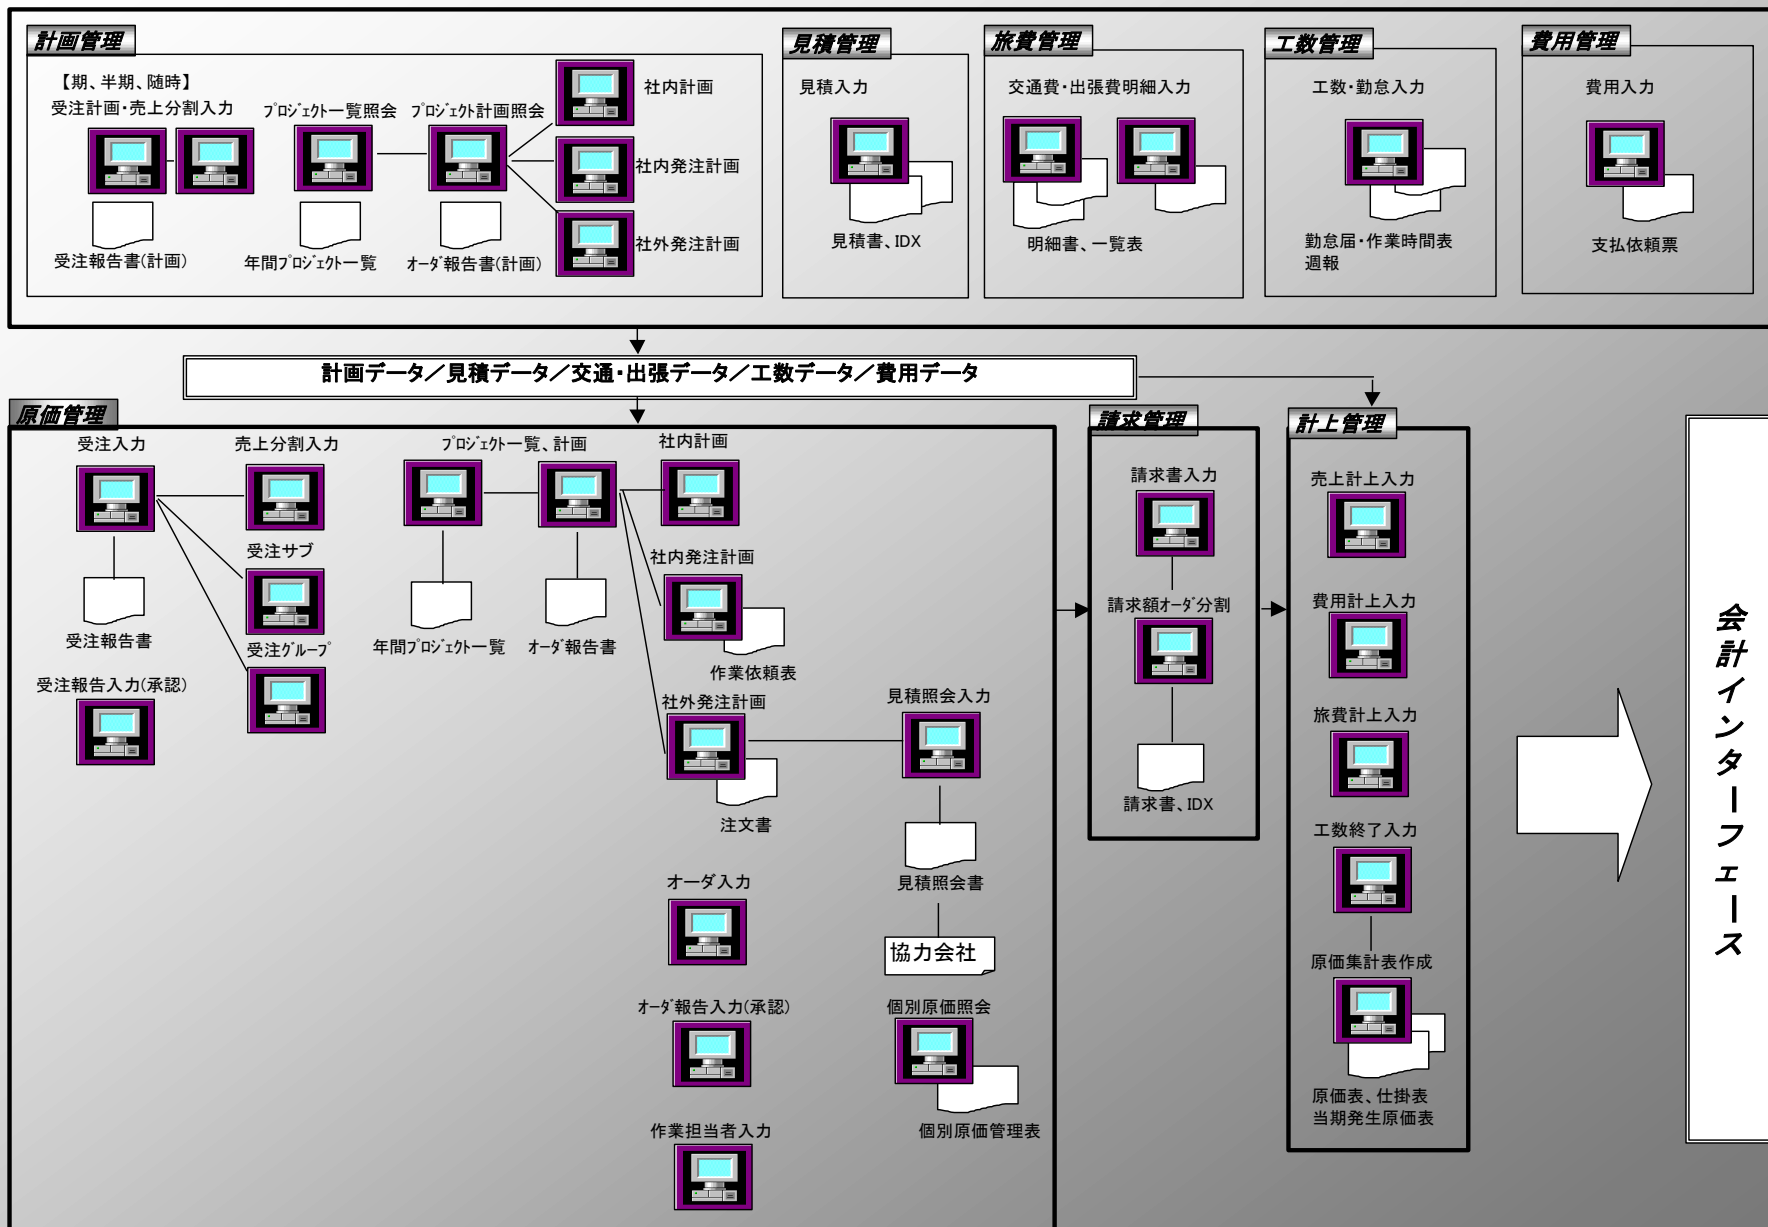 計画管理
【期、半期、随時】
受注計画・売上分割入力
ﾌﾟﾛｼﾞｪｸﾄ一覧照会
ﾌﾟﾛｼﾞｪｸﾄ計画照会
社内計画
社内発注計画
社外発注計画
受注報告書(計画)
年間ﾌﾟﾛｼﾞｪｸﾄ一覧
ｵｰﾀﾞ報告書(計画)
見積管理
見積入力
見積書、IDX
旅費管理
交通費・出張費明細入力
明細書、一覧表
工数管理
工数・勤怠入力
勤怠届・作業時間表
週報
費用管理
費用入力
支払依頼票
計画データ／見積データ／交通・出張データ／工数データ／費用データ
原価管理
受注入力
売上分割入力
受注サブ
受注ｸﾞﾙｰﾌﾟ
受注報告書
受注報告入力(承認)
ﾌﾟﾛｼﾞｪｸﾄ一覧、計画
年間ﾌﾟﾛｼﾞｪｸﾄ一覧
ｵｰﾀﾞ報告書
社内計画
社内発注計画
作業依頼表
社外発注計画
注文書
見積照会入力
見積照会書
協力会社
オーダ入力
ｵｰﾀﾞ報告入力(承認)
個別原価照会
個別原価管理表
作業担当者入力
請求管理
請求書入力
請求額ｵｰﾀﾞ分割
請求書、IDX
計上管理
売上計上入力
費用計上入力
旅費計上入力
工数終了入力
原価集計表作成
原価表、仕掛表
当期発生原価表
会計インターフェース